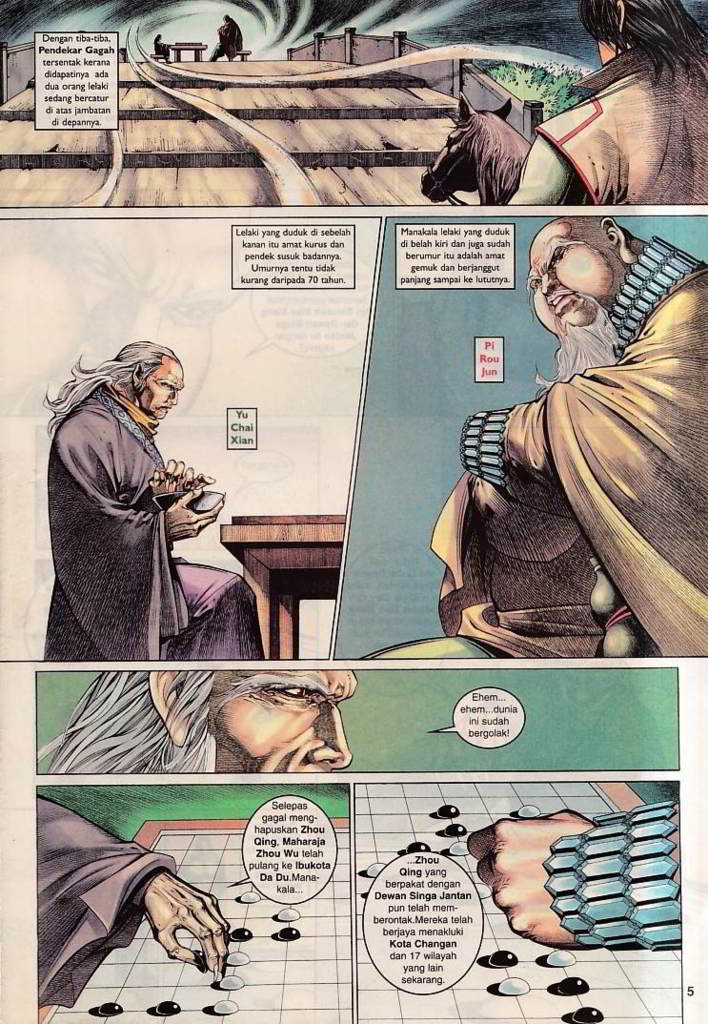 Dengan tiba-tiba,
Pendekar Gagah
tersentak kerana
didapatinya ada
dua orang lelaki
sedang bercatur
di atas jambatan
di depannya.
Lelaki yang duduk di sebelah
kanan itu amat kurus dan
pendek susuk badannya.
Umurnya tentu tidak
kurang daripada 70 tahun.
Manakala lelaki yang duduk
di belah kiri dan juga sudah
berumur itu adalah amat
gemuk dan berjanggut
panjang sampai ke lututnya.
Yu
Chai
Xian
Pi
Rou
Jun
Ehem...
ehem...dunia
ini sudah
bergolak!
Selepas
gagal meng-
hapuskan Zhou
Qing, Maharaja
Zhou Wu telah
pulang ke Ibukota
Da Du.Mana-
kala...
...Zhou
Qing yang
berpakat dengan
Dewan Singa Jantan
pun telah mem-
berontak.Mereka telah
berjaya menakluki
Kota Changan
dan 17 wilayah
yang lain
sekarang.
5